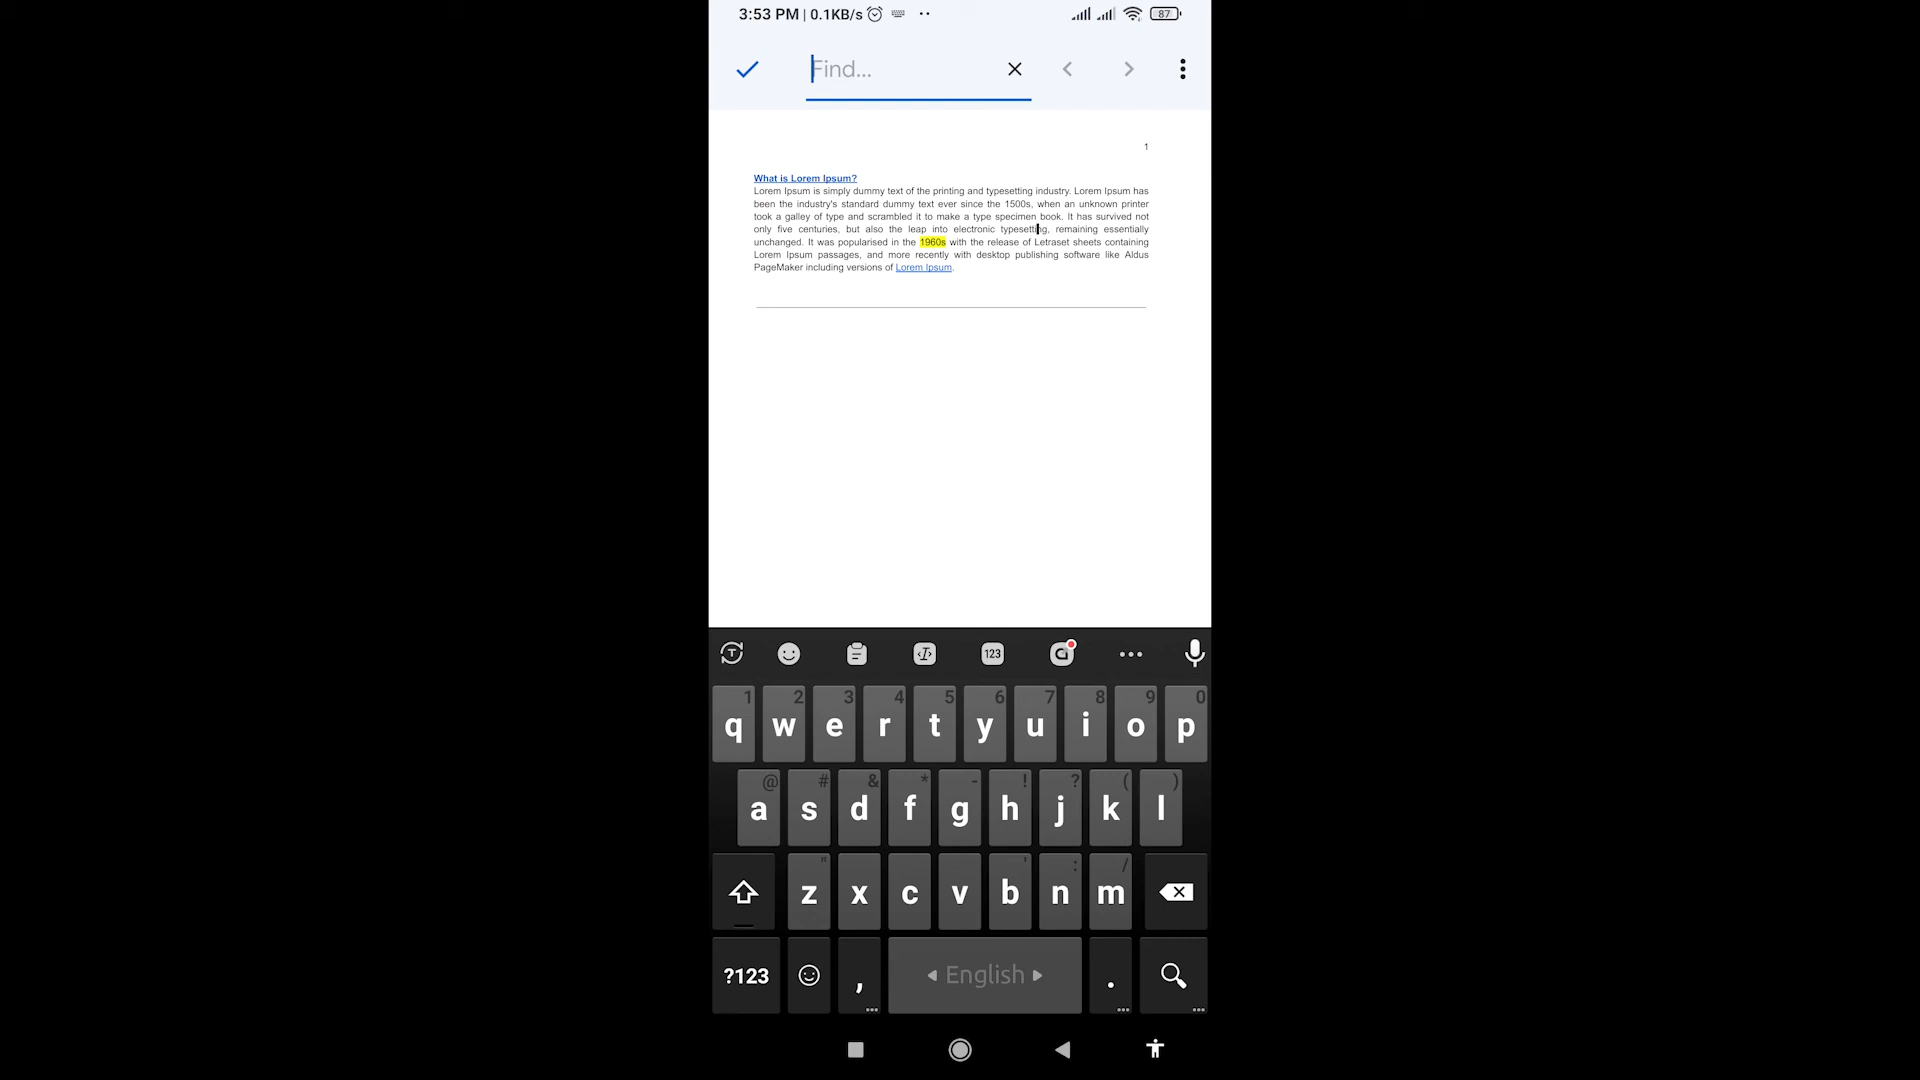 3:53 PM | 0.1KB/s
87
Find...
1
What is Lorem Ipsum?
Lorem Ipsum is simply dummy text of the printing and typesetting industry. Lorem Ipsum has
been the industry's standard dummy text ever since the 1500s, when an unknown printer
took a galley of type and scrambled it to make a type specimen book. It has survived not
only five centuries, but also the leap into electronic typesetting, remaining essentially
unchanged. It was popularised in the 1960s with the release of Letraset sheets containing
Lorem Ipsum passages, and more recently with desktop publishing software like Aldus
PageMaker including versions of Lorem Ipsum.
123
1 2 3 4 5 6 7 8 9 0
q w e r t y u i o p
@ # & * - ! ? ( )
a s d f g h j k l
" ' : /
z x c v b n m
?123 , English .